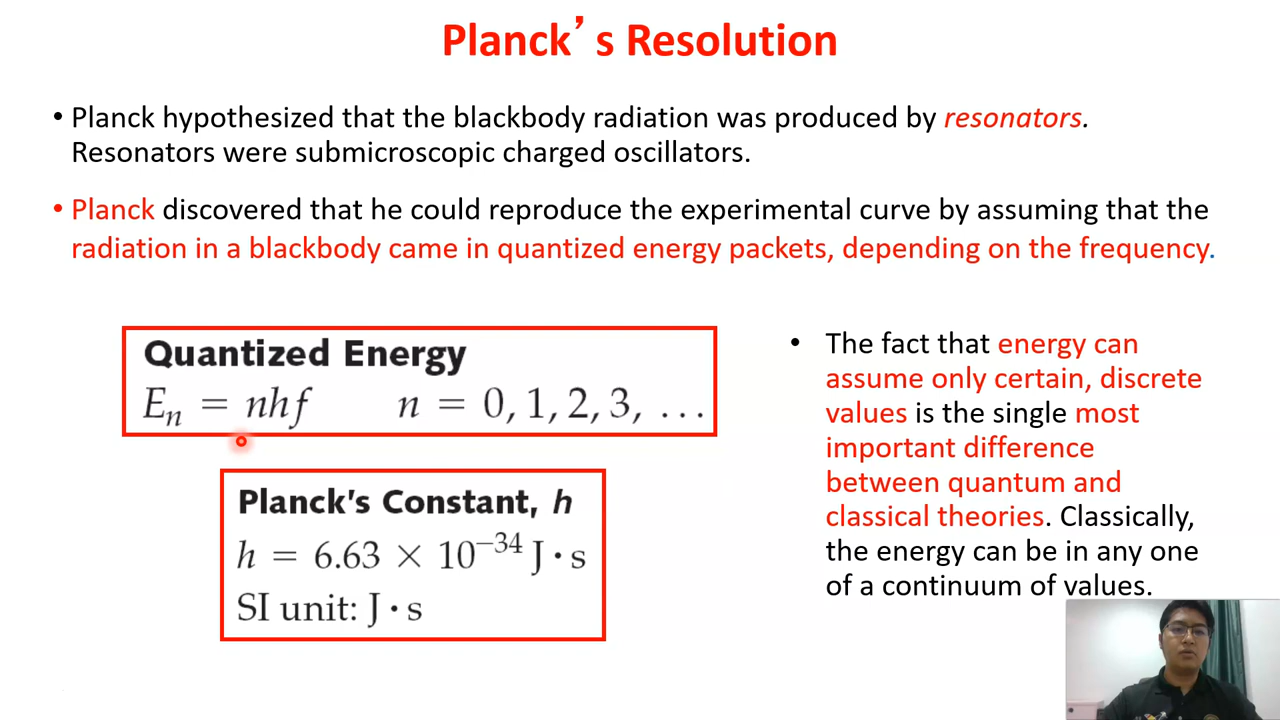 Planck’s Resolution
• Planck hypothesized that the blackbody radiation was produced by resonators.
Resonators were submicroscopic charged oscillators.
• Planck discovered that he could reproduce the experimental curve by assuming that the
radiation in a blackbody came in quantized energy packets, depending on the frequency.
Quantized Energy
Eₙ = nhf n = 0, 1, 2, 3, …
Planck’s Constant, h
h = 6.63 × 10⁻³⁴ J·s
SI unit: J·s
• The fact that energy can
assume only certain, discrete
values is the single most
important difference
between quantum and
classical theories. Classically,
the energy can be in any one
of a continuum of values.